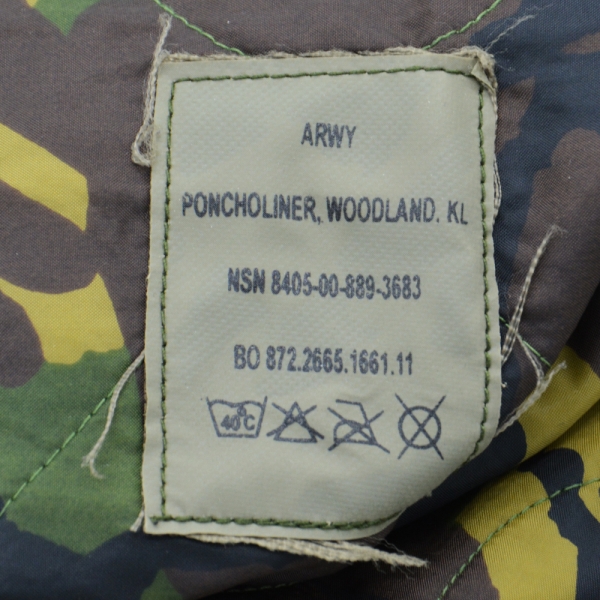 ARWY
PONCHOLINER, WOODLAND. KL
NSN 8405-00-889-3683
BO 872.2665.1661.11
40°C